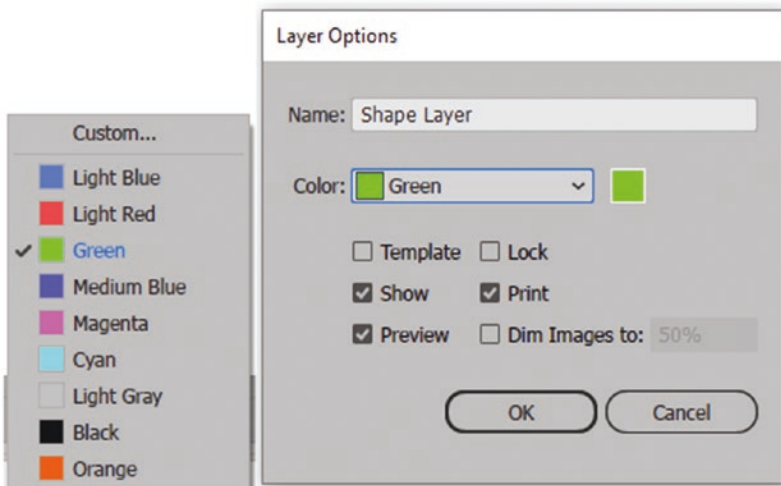 Custom...
Light Blue
Light Red
Green
Medium Blue
Magenta
Cyan
Light Gray
Black
Orange
Layer Options
Name: Shape Layer
Color: Green
Template Lock
Show Print
Preview Dim Images to: 50%
OK Cancel